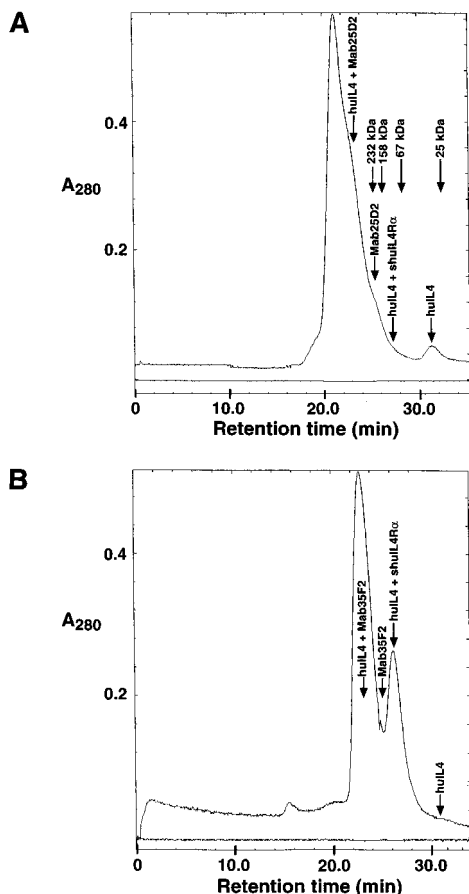 A
huIL4 + Mab25D2
232 kDa
158 kDa
67 kDa
25 kDa
0.4
A280
0.2
Mab25D2
huIL4 + shuIL4Rα
huIL4
0 10.0 20.0 30.0
Retention time (min)
B
0.4
huIL4 + Mab35F2
Mab35F2
huIL4 + shuIL4Rα
A280
0.2
huIL4
0 10.0 20.0 30.0
Retention time (min)